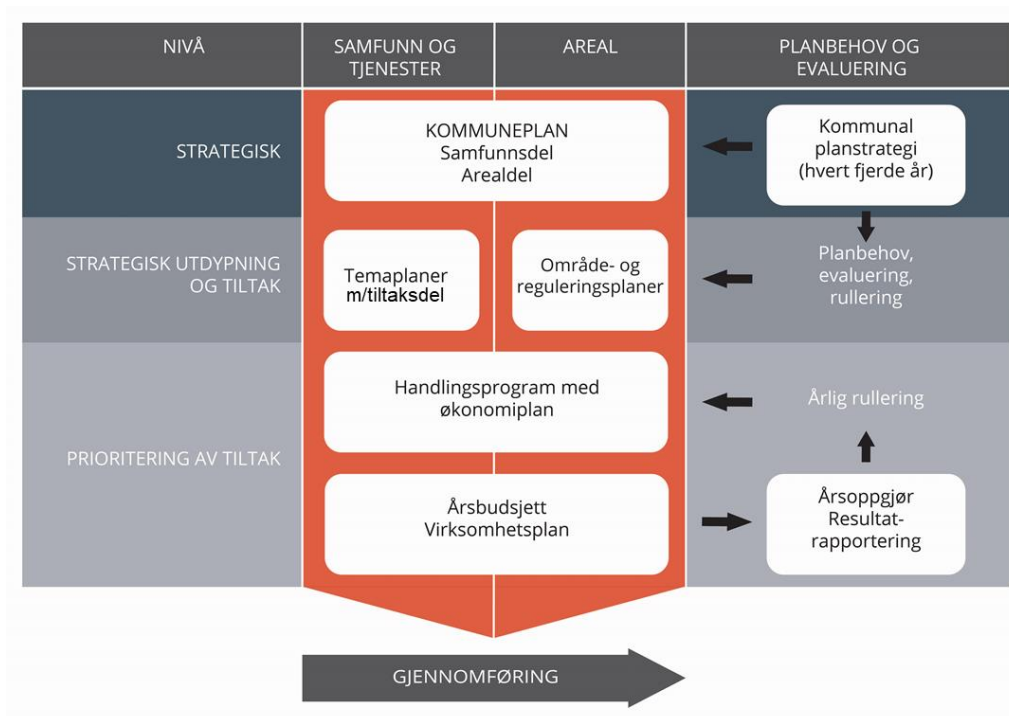 NIVÅ
SAMFUNN OG
TJENESTER
AREAL
PLANBEHOV OG
EVALUERING
STRATEGISK
KOMMUNEPLAN
Samfunnsdel
Arealdel
Kommunal
planstrategi
(hvert fjerde år)
STRATEGISK UTDYPNING
OG TILTAK
Temaplaner
m/tiltaksdel
Område- og
reguleringsplaner
Planbehov,
evaluering,
rullering
PRIORITERING AV TILTAK
Handlingsprogram med
økonomiplan
Årlig rullering
Årsbudsjett
Virksomhetsplan
Årsoppgjør
Resultat-
rapportering
GJENNOMFØRING